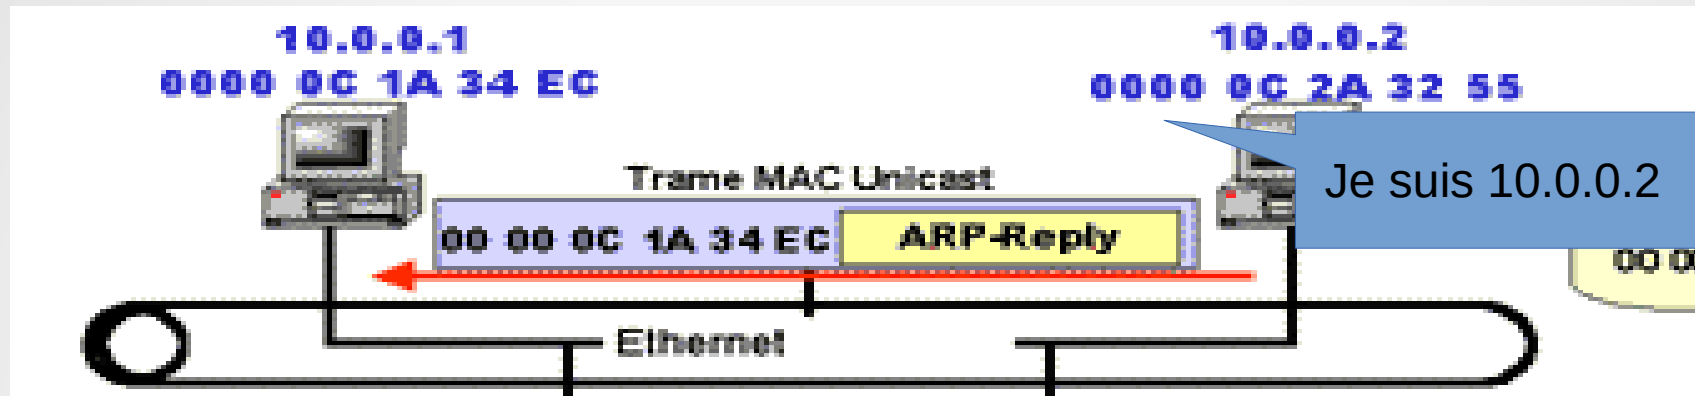 10.0.0.1
0000 0C 1A 34 EC
10.0.0.2
0000 0C 2A 32 55
Je suis 10.0.0.2
Trame MAC Unicast
00 00 0C 1A 34 EC
ARP-Reply
00
Ethernet